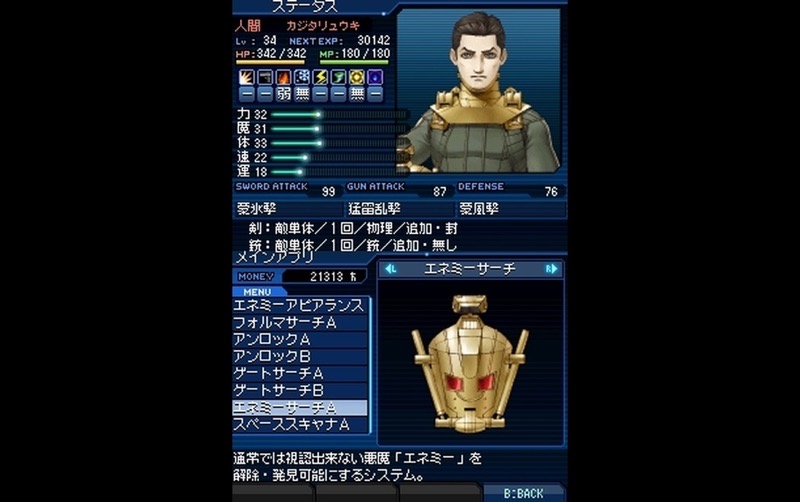 ステータス
人間 カジタリュウキ
Lv : 34 NEXT EXP: 30142
HP:342/342 MP:180/180
－ － 弱 無 － － 無 －
力 32
魔 31
体 33
速 22
運 18
SWORD ATTACK 99 GUN ATTACK 87 DEFENSE 76
憂氷撃 猛雷乱撃 憂風撃
剣：敵単体／1回／物理／追加・封
銃：敵単体／1回／銃／追加・無し
メインアプリ
MONEY 21313
L エネミーサーチ R
MENU
エネミーアピアランス
フォルマサーチA
アンロックA
アンロックB
ゲートサーチA
ゲートサーチB
エネミーサーチA
スペーススキャナA
通常では視認出来ない悪魔「エネミー」を
解除・発見可能にするシステム。
B:BACK